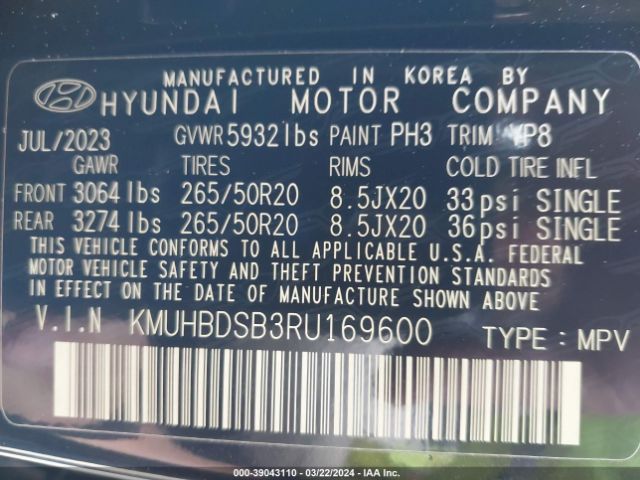 MANUFACTURED IN KOREA BY
HYUNDAI MOTOR COMPANY
JUL/2023 GVWR 5932lbs PAINT PH3 TRIM YP8
GAWR TIRES RIMS COLD TIRE INFL
FRONT 3064lbs 265/50R20 8.5JX20 33psi SINGLE
REAR 3274lbs 265/50R20 8.5JX20 36psi SINGLE
THIS VEHICLE CONFORMS TO ALL APPLICABLE U.S.A. FEDERAL
MOTOR VEHICLE SAFETY AND THEFT PREVENTION STANDARDS
IN EFFECT ON THE DATE OF MANUFACTURE SHOWN ABOVE
V.I.N KMUHBDSB3RU169600 TYPE : MPV
000-39043110 - 03/22/2024 - IAA Inc.